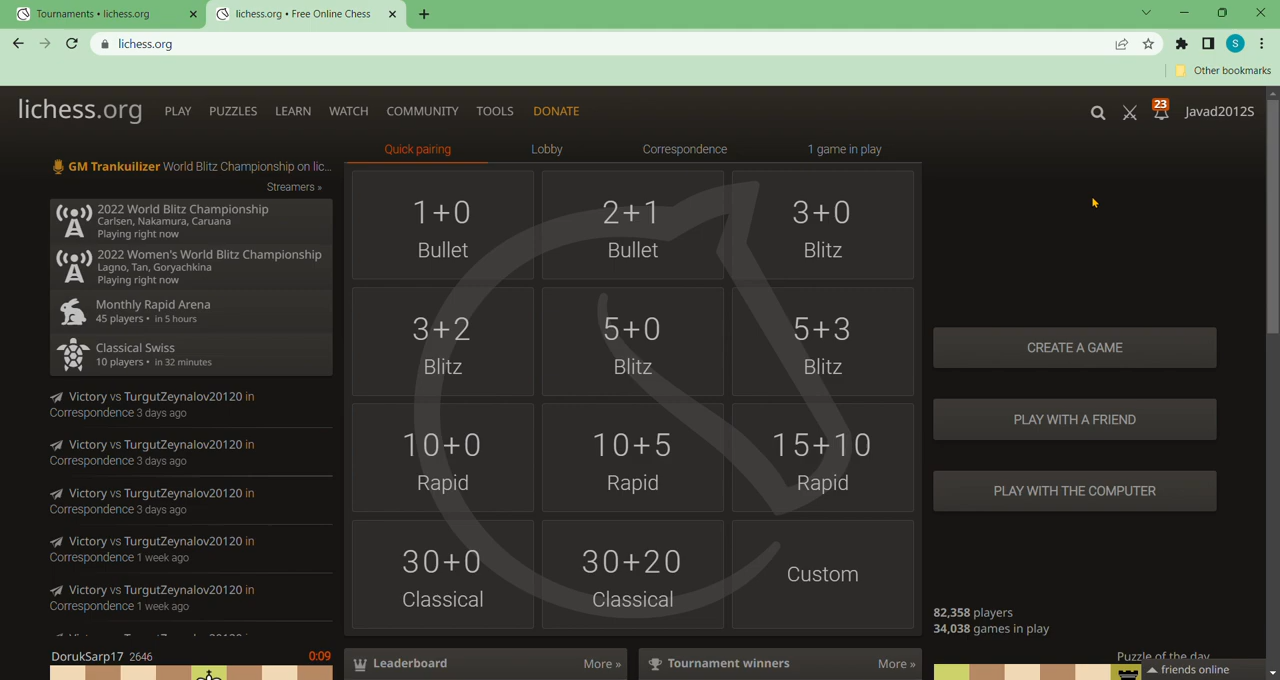 Tournaments • lichess.org
lichess.org • Free Online Chess
lichess.org
S
Other bookmarks
lichess.org
PLAY
PUZZLES
LEARN
WATCH
COMMUNITY
TOOLS
DONATE
23
Javad2012S
GM Trankuilizer World Blitz Championship on lic...
Streamers »
2022 World Blitz Championship
Carlsen, Nakamura, Caruana
Playing right now
2022 Women's World Blitz Championship
Lagno, Tan, Goryachkina
Playing right now
Monthly Rapid Arena
45 players • in 5 hours
Classical Swiss
10 players • in 32 minutes
Victory vs TurgutZeynalov20120 in
Correspondence 3 days ago
Victory vs TurgutZeynalov20120 in
Correspondence 3 days ago
Victory vs TurgutZeynalov20120 in
Correspondence 3 days ago
Victory vs TurgutZeynalov20120 in
Correspondence 1 week ago
Victory vs TurgutZeynalov20120 in
Correspondence 1 week ago
DorukSarp17 2646
0:09
Quick pairing
Lobby
Correspondence
1 game in play
1+0
Bullet
2+1
Bullet
3+0
Blitz
3+2
Blitz
5+0
Blitz
5+3
Blitz
10+0
Rapid
10+5
Rapid
15+10
Rapid
30+0
Classical
30+20
Classical
Custom
Leaderboard
More »
Tournament winners
More »
CREATE A GAME
PLAY WITH A FRIEND
PLAY WITH THE COMPUTER
82,358 players
34,038 games in play
Puzzle of the day
friends online